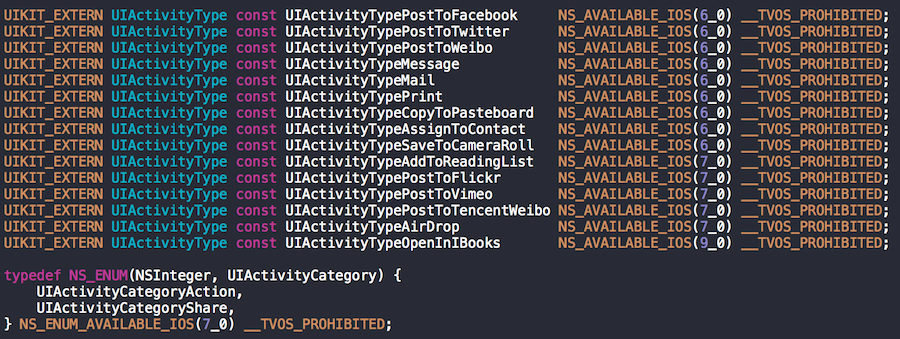 UIKIT_EXTERN UIActivityType const UIActivityTypePostToFacebook     NS_AVAILABLE_IOS(6_0) __TVOS_PROHIBITED;
UIKIT_EXTERN UIActivityType const UIActivityTypePostToTwitter      NS_AVAILABLE_IOS(6_0) __TVOS_PROHIBITED;
UIKIT_EXTERN UIActivityType const UIActivityTypePostToWeibo        NS_AVAILABLE_IOS(6_0) __TVOS_PROHIBITED;
UIKIT_EXTERN UIActivityType const UIActivityTypeMessage            NS_AVAILABLE_IOS(6_0) __TVOS_PROHIBITED;
UIKIT_EXTERN UIActivityType const UIActivityTypeMail               NS_AVAILABLE_IOS(6_0) __TVOS_PROHIBITED;
UIKIT_EXTERN UIActivityType const UIActivityTypePrint              NS_AVAILABLE_IOS(6_0) __TVOS_PROHIBITED;
UIKIT_EXTERN UIActivityType const UIActivityTypeCopyToPasteboard   NS_AVAILABLE_IOS(6_0) __TVOS_PROHIBITED;
UIKIT_EXTERN UIActivityType const UIActivityTypeAssignToContact    NS_AVAILABLE_IOS(6_0) __TVOS_PROHIBITED;
UIKIT_EXTERN UIActivityType const UIActivityTypeSaveToCameraRoll   NS_AVAILABLE_IOS(6_0) __TVOS_PROHIBITED;
UIKIT_EXTERN UIActivityType const UIActivityTypeAddToReadingList   NS_AVAILABLE_IOS(7_0) __TVOS_PROHIBITED;
UIKIT_EXTERN UIActivityType const UIActivityTypePostToFlickr       NS_AVAILABLE_IOS(7_0) __TVOS_PROHIBITED;
UIKIT_EXTERN UIActivityType const UIActivityTypePostToVimeo        NS_AVAILABLE_IOS(7_0) __TVOS_PROHIBITED;
UIKIT_EXTERN UIActivityType const UIActivityTypePostToTencentWeibo NS_AVAILABLE_IOS(7_0) __TVOS_PROHIBITED;
UIKIT_EXTERN UIActivityType const UIActivityTypeAirDrop            NS_AVAILABLE_IOS(7_0) __TVOS_PROHIBITED;
UIKIT_EXTERN UIActivityType const UIActivityTypeOpenInIBooks       NS_AVAILABLE_IOS(9_0) __TVOS_PROHIBITED;

typedef NS_ENUM(NSInteger, UIActivityCategory) {
    UIActivityCategoryAction,
    UIActivityCategoryShare,
} NS_ENUM_AVAILABLE_IOS(7_0) __TVOS_PROHIBITED;